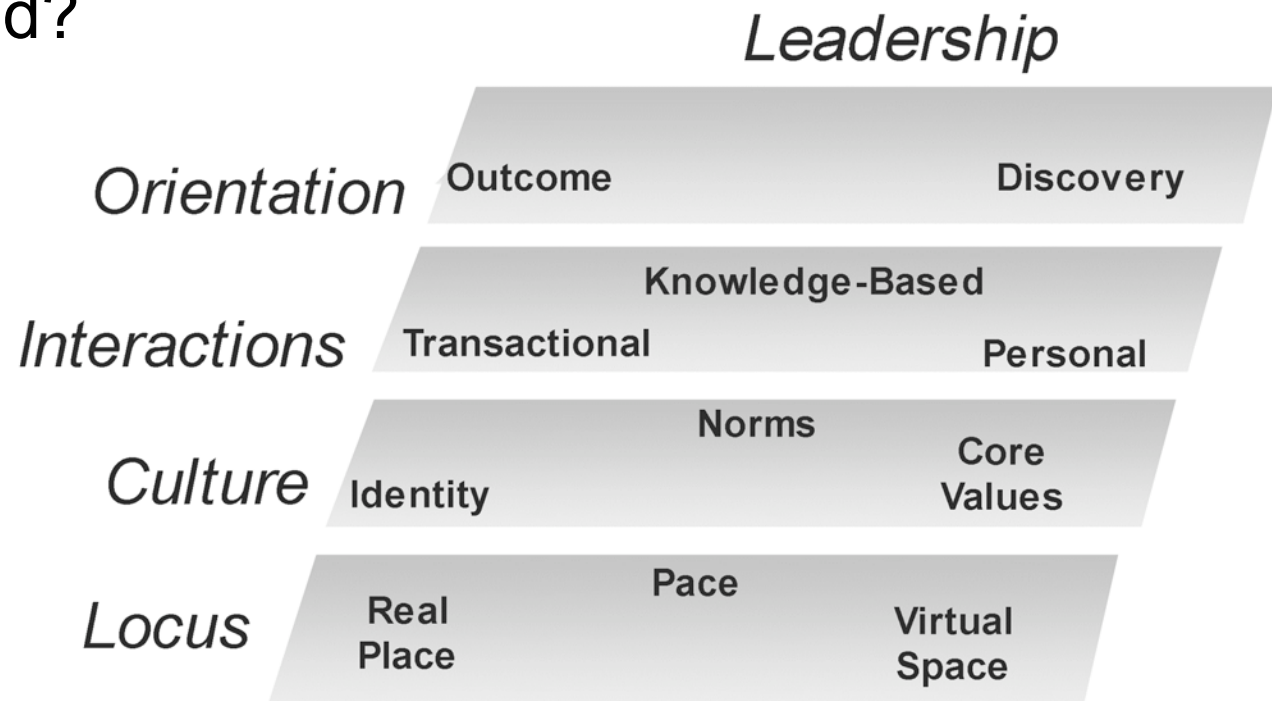 d?
Leadership
Orientation
Outcome
Discovery
Interactions
Knowledge-Based
Transactional
Personal
Culture
Norms
Identity
Core
Values
Locus
Pace
Real
Place
Virtual
Space